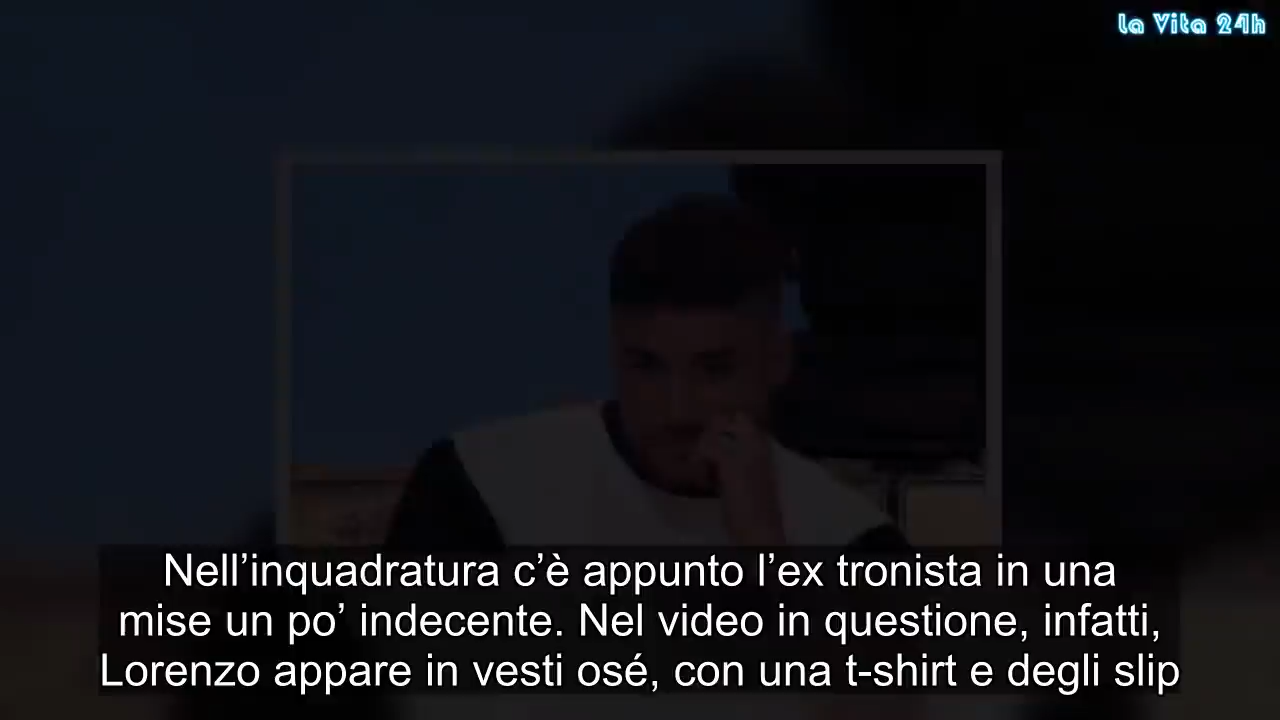 la Vita 24h
Nell’inquadratura c’è appunto l’ex tronista in una
mise un po’ indecente. Nel video in questione, infatti,
Lorenzo appare in vesti osé, con una t-shirt e degli slip